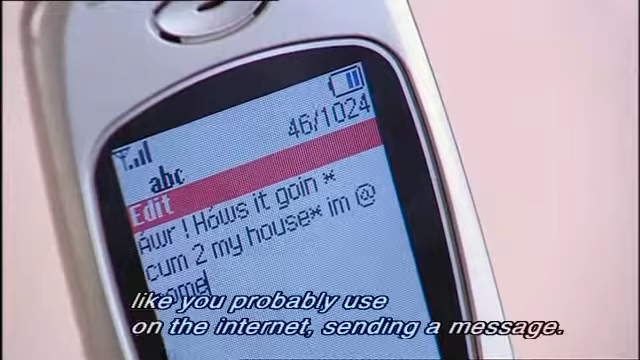 46/1024
abc
Edit
Awr ! Hows it goin *
cum 2 my house* im @
home
like you probably use
on the internet, sending a message.